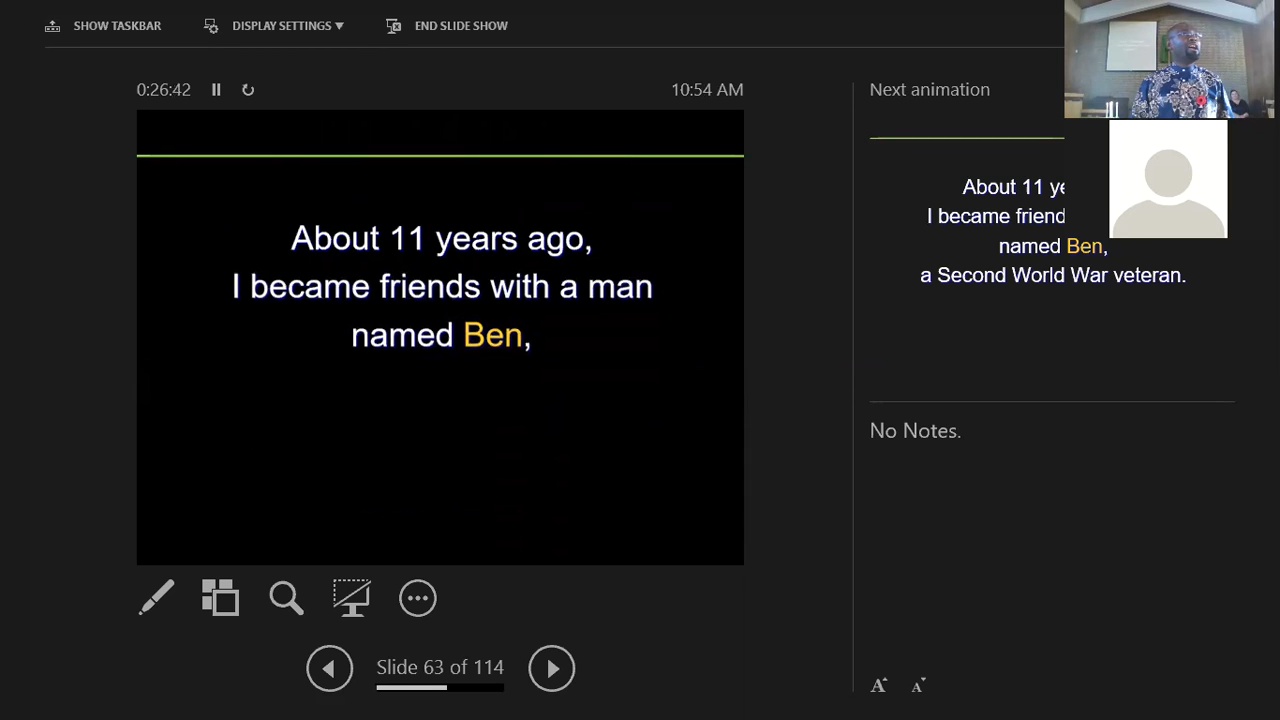 SHOW TASKBAR
DISPLAY SETTINGS
END SLIDE SHOW
0:26:42
10:54 AM
About 11 years ago,
I became friends with a man
named Ben,
Slide 63 of 114
Next animation
About 11 ye
I became friend
named Ben,
a Second World War veteran.
No Notes.
A A